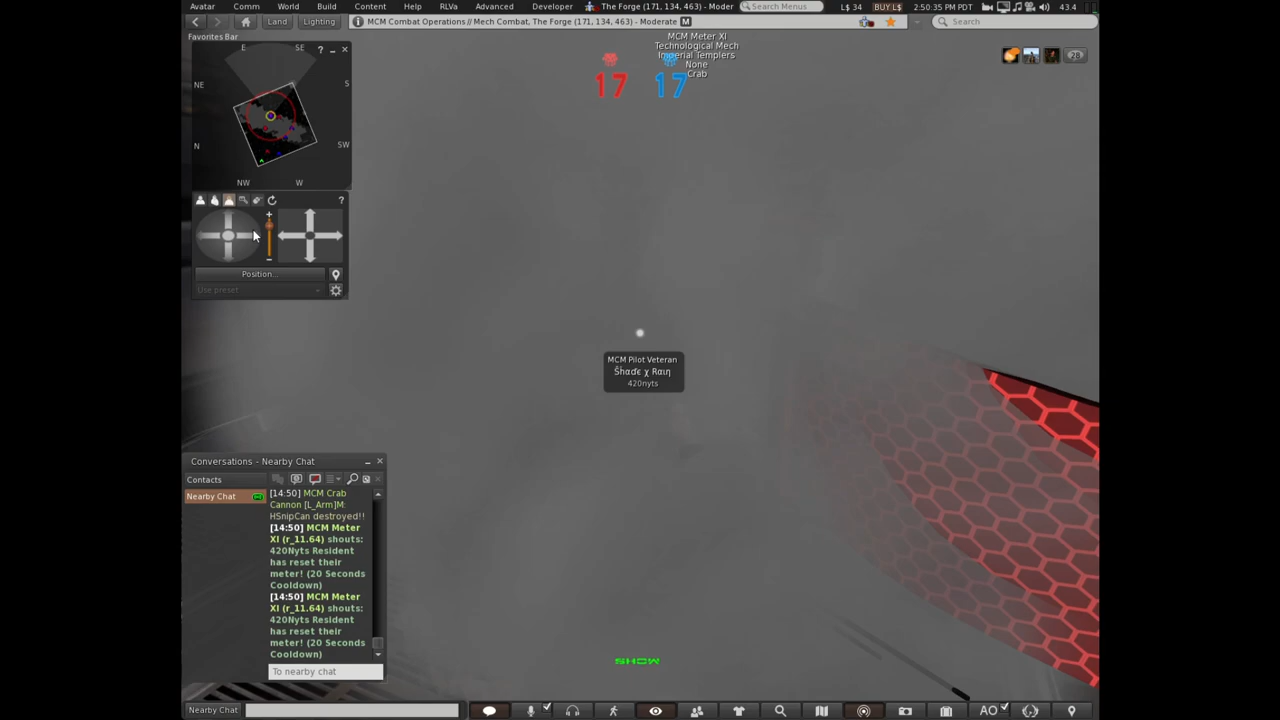 Avatar Comm World Build Content Help RLVa Advanced Developer The Forge (171, 134, 463) - Moder Search Menus L$ 34 BUY L$ 2:50:35 PM PDT 43.4
Land Lighting MCM Combat Operations // Mech Combat, The Forge (171, 134, 463) - Moderate M Search
Favorites Bar
MCM Meter XI
Technological Mech
Imperial Templers
None
Crab
17 17
28
E SE
NE S
N SW
NW W
? 
Position...
Use preset
MCM Pilot Veteran
Ŝhαɗε χ Rαιη
420nyts
Conversations - Nearby Chat
Contacts
Nearby Chat
[14:50] MCM Crab
Cannon [L_Arm]M:
HSnipCan destroyed!!
[14:50] MCM Meter
XI (r_11.64) shouts:
420Nyts Resident
has reset their
meter! (20 Seconds
Cooldown)
[14:50] MCM Meter
XI (r_11.64) shouts:
420Nyts Resident
has reset their
meter! (20 Seconds
Cooldown)
To nearby chat
SHOW
Nearby Chat
AO